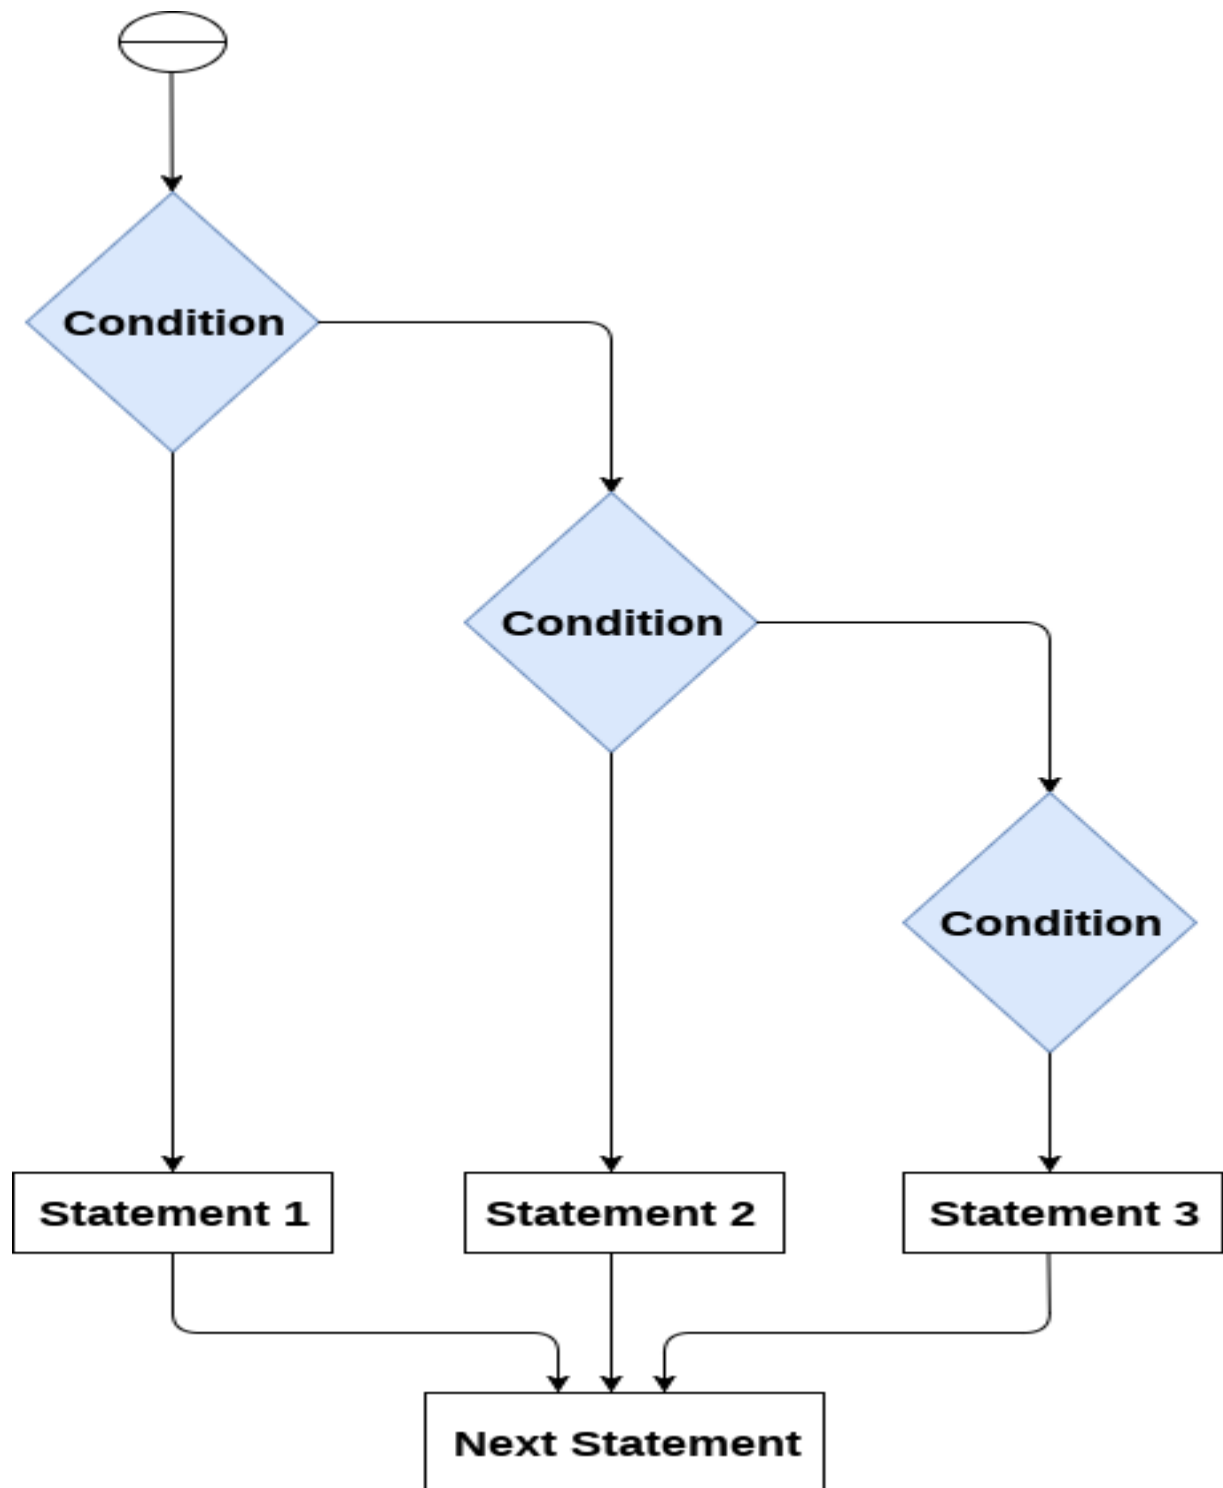 Condition
Condition
Condition
Statement 1
Statement 2
Statement 3
Next Statement